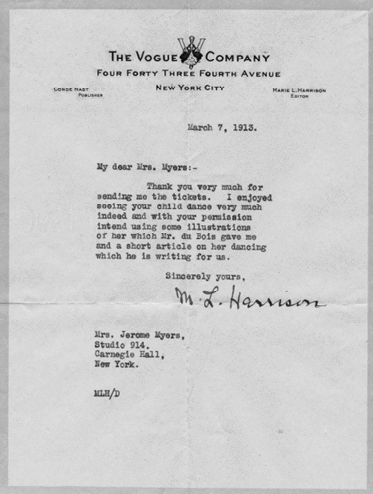 THE VOGUE COMPANY
FOUR FORTY THREE FOURTH AVENUE
CONDE NAST
PUBLISHER
NEW YORK CITY
MARIE L. HARRISON
EDITOR
March 7, 1913.
My dear Mrs. Myers:-
Thank you very much for
sending me the tickets. I enjoyed
seeing your child dance very much
indeed and with your permission
intend using some illustrations
of her which Mr. du Bois gave me
and a short article on her dancing
which he is writing for us.
Sincerely yours,
M. L. Harrison
Mrs. Jerome Myers,
Studio 914.
Carnegie Hall,
New York.
MLH/D